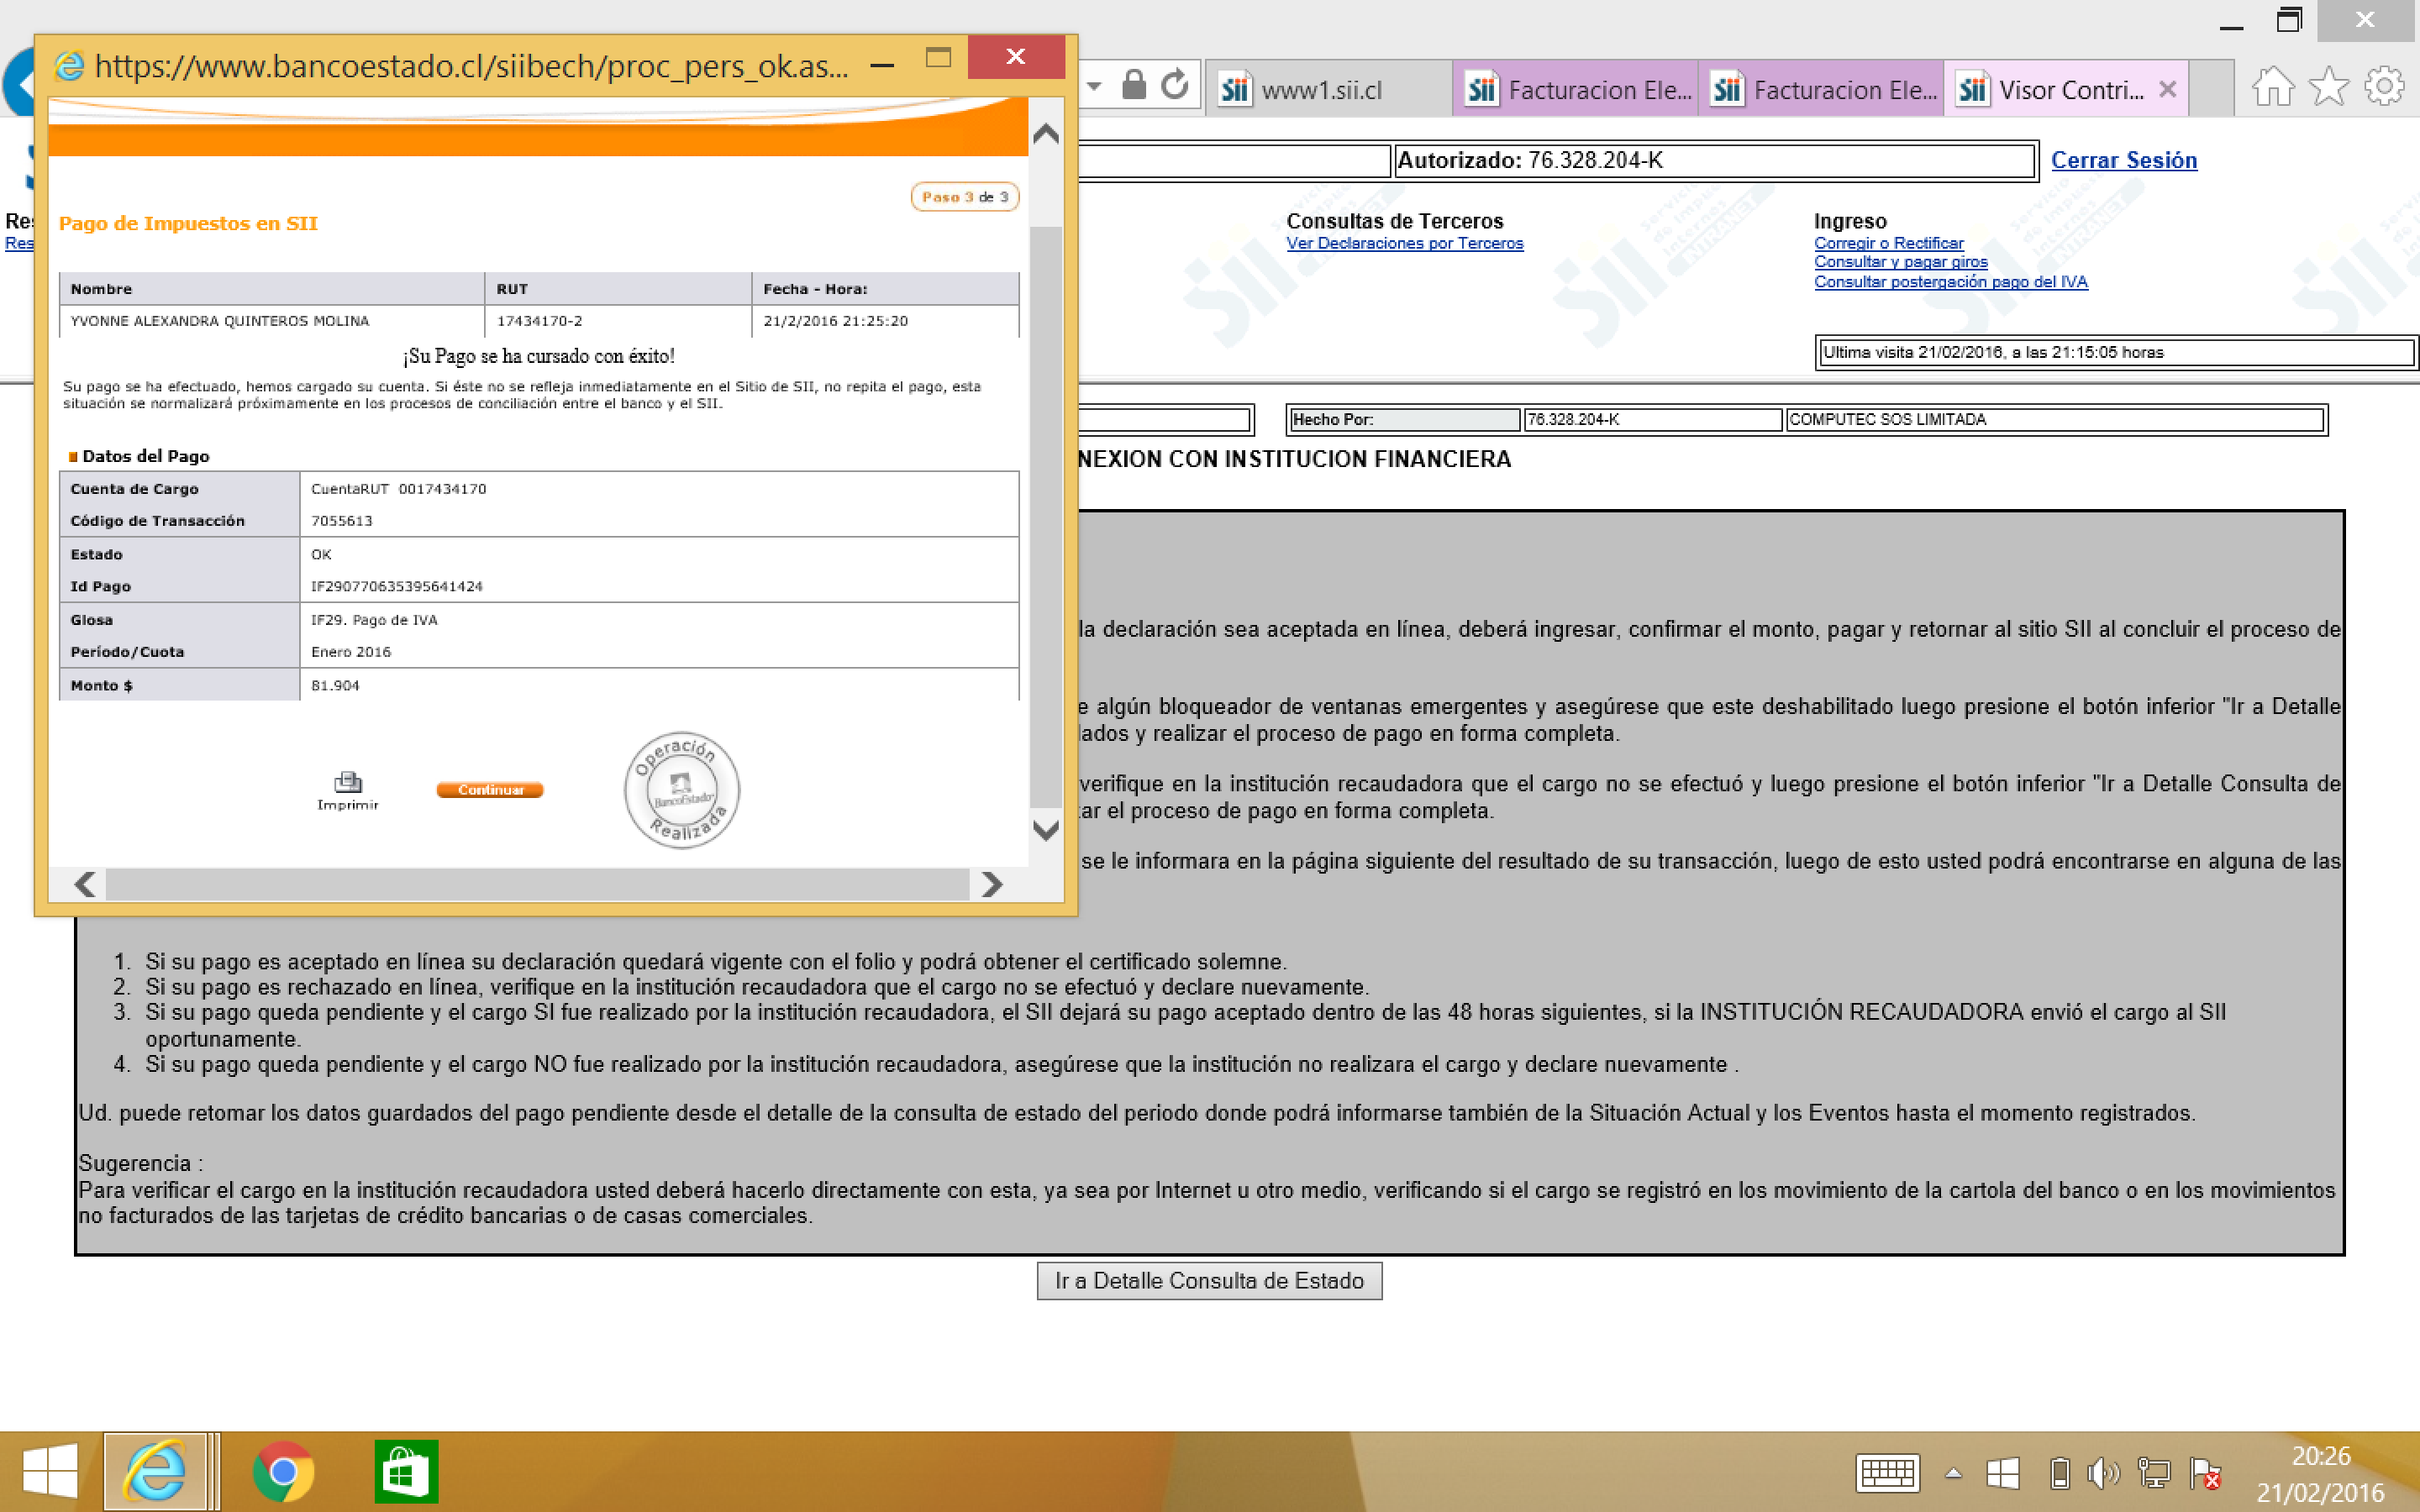 https://www.bancoestado.cl/siibech/proc_pers_ok.as...
www1.sii.cl
Facturacion Ele...
Facturacion Ele...
Visor Contri...
Autorizado: 76.328.204-K
Cerrar Sesión
Paso 3 de 3
Pago de Impuestos en SII
Nombre RUT Fecha - Hora:
YVONNE ALEXANDRA QUINTEROS MOLINA 17434170-2 21/2/2016 21:25:20
¡Su Pago se ha cursado con éxito!
Su pago se ha efectuado, hemos cargado su cuenta. Si éste no se refleja inmediatamente en el Sitio de SII, no repita el pago, esta
situación se normalizará próximamente en los procesos de conciliación entre el banco y el SII.
Datos del Pago
Cuenta de Cargo CuentaRUT 0017434170
Código de Transacción 7055613
Estado OK
Id Pago IF290770635395641424
Glosa IF29. Pago de IVA
Período/Cuota Enero 2016
Monto $ 81.904
Imprimir
Continuar
Operación
BancoEstado
Realizada
Res
Res
Consultas de Terceros
Ver Declaraciones por Terceros
Ingreso
Corregir o Rectificar
Consultar y pagar giros
Consultar postergación pago del IVA
Ultima visita 21/02/2016, a las 21:15:05 horas
Hecho Por: 76.328.204-K COMPUTEC SOS LIMITADA
NEXION CON INSTITUCION FINANCIERA
la declaración sea aceptada en línea, deberá ingresar, confirmar el monto, pagar y retornar al sitio SII al concluir el proceso de
e algún bloqueador de ventanas emergentes y asegúrese que este deshabilitado luego presione el botón inferior "Ir a Detalle
lados y realizar el proceso de pago en forma completa.
verifique en la institución recaudadora que el cargo no se efectuó y luego presione el botón inferior "Ir a Detalle Consulta de
tar el proceso de pago en forma completa.
se le informara en la página siguiente del resultado de su transacción, luego de esto usted podrá encontrarse en alguna de las
1. Si su pago es aceptado en línea su declaración quedará vigente con el folio y podrá obtener el certificado solemne.
2. Si su pago es rechazado en línea, verifique en la institución recaudadora que el cargo no se efectuó y declare nuevamente.
3. Si su pago queda pendiente y el cargo SI fue realizado por la institución recaudadora, el SII dejará su pago aceptado dentro de las 48 horas siguientes, si la INSTITUCIÓN RECAUDADORA envió el cargo al SII
oportunamente.
4. Si su pago queda pendiente y el cargo NO fue realizado por la institución recaudadora, asegúrese que la institución no realizara el cargo y declare nuevamente .
Ud. puede retomar los datos guardados del pago pendiente desde el detalle de la consulta de estado del periodo donde podrá informarse también de la Situación Actual y los Eventos hasta el momento registrados.
Sugerencia :
Para verificar el cargo en la institución recaudadora usted deberá hacerlo directamente con esta, ya sea por Internet u otro medio, verificando si el cargo se registró en los movimiento de la cartola del banco o en los movimientos
no facturados de las tarjetas de crédito bancarias o de casas comerciales.
Ir a Detalle Consulta de Estado
20:26
21/02/2016